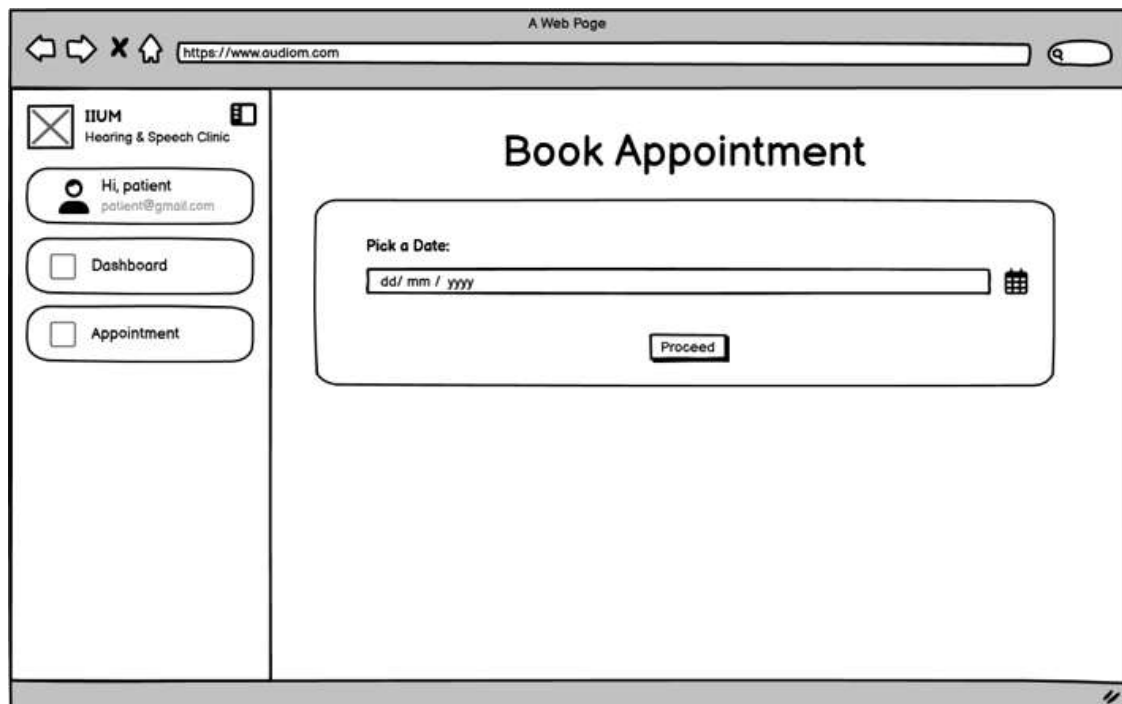 A Web Page
https://www.audiom.com
IIUM
Hearing & Speech Clinic
Hi, patient
patient@gmail.com
Dashboard
Appointment
Book Appointment
Pick a Date:
dd/ mm / yyyy
Proceed